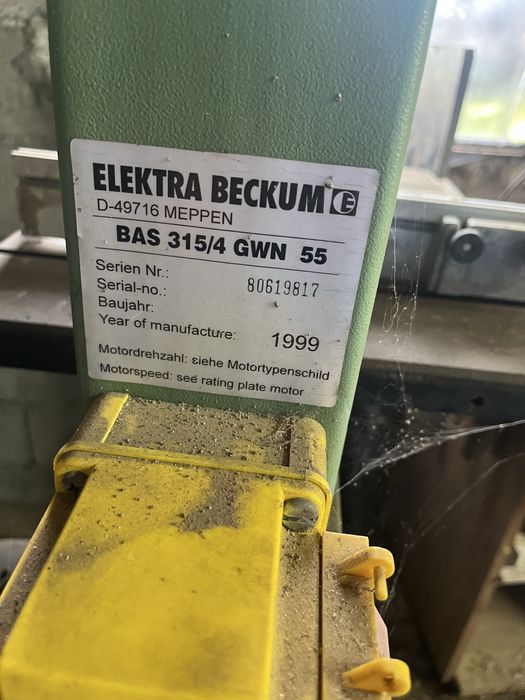 ELEKTRA BECKUM E
D-49716 MEPPEN
BAS 315/4 GWN 55
Serien Nr.:
Serial-no.: 80619817
Baujahr:
Year of manufacture: 1999
Motordrehzahl: siehe Motortypenschild
Motorspeed: see rating plate motor